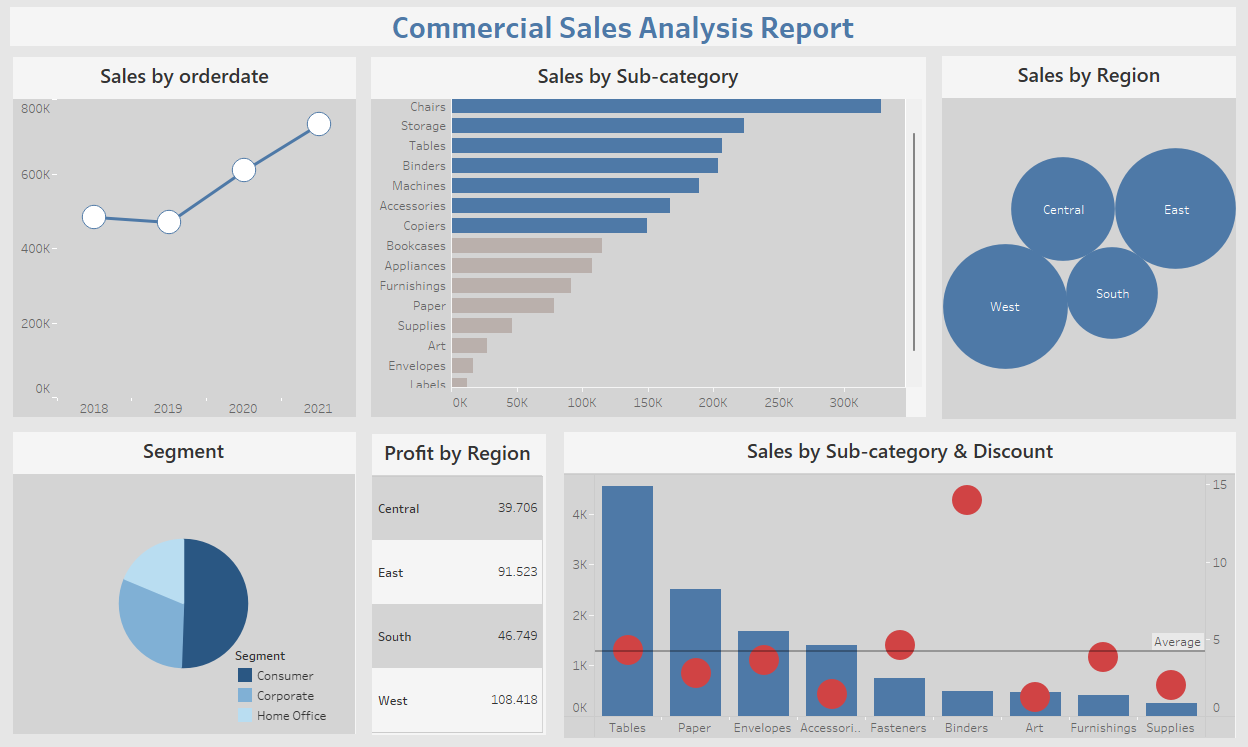 Commercial Sales Analysis Report
Sales by orderdate
800K
600K
400K
200K
0K
2018 2019 2020 2021
Sales by Sub-category
Chairs
Storage
Tables
Binders
Machines
Accessories
Copiers
Bookcases
Appliances
Furnishings
Paper
Supplies
Art
Envelopes
Labels
0K 50K 100K 150K 200K 250K 300K
Sales by Region
Central
East
West
South
Segment
Segment
Consumer
Corporate
Home Office
Profit by Region
Central 39.706
East 91.523
South 46.749
West 108.418
Sales by Sub-category & Discount
4K
3K
2K
1K
0K
15
10
5
0
Average
Tables Paper Envelopes Accessori.. Fasteners Binders Art Furnishings Supplies